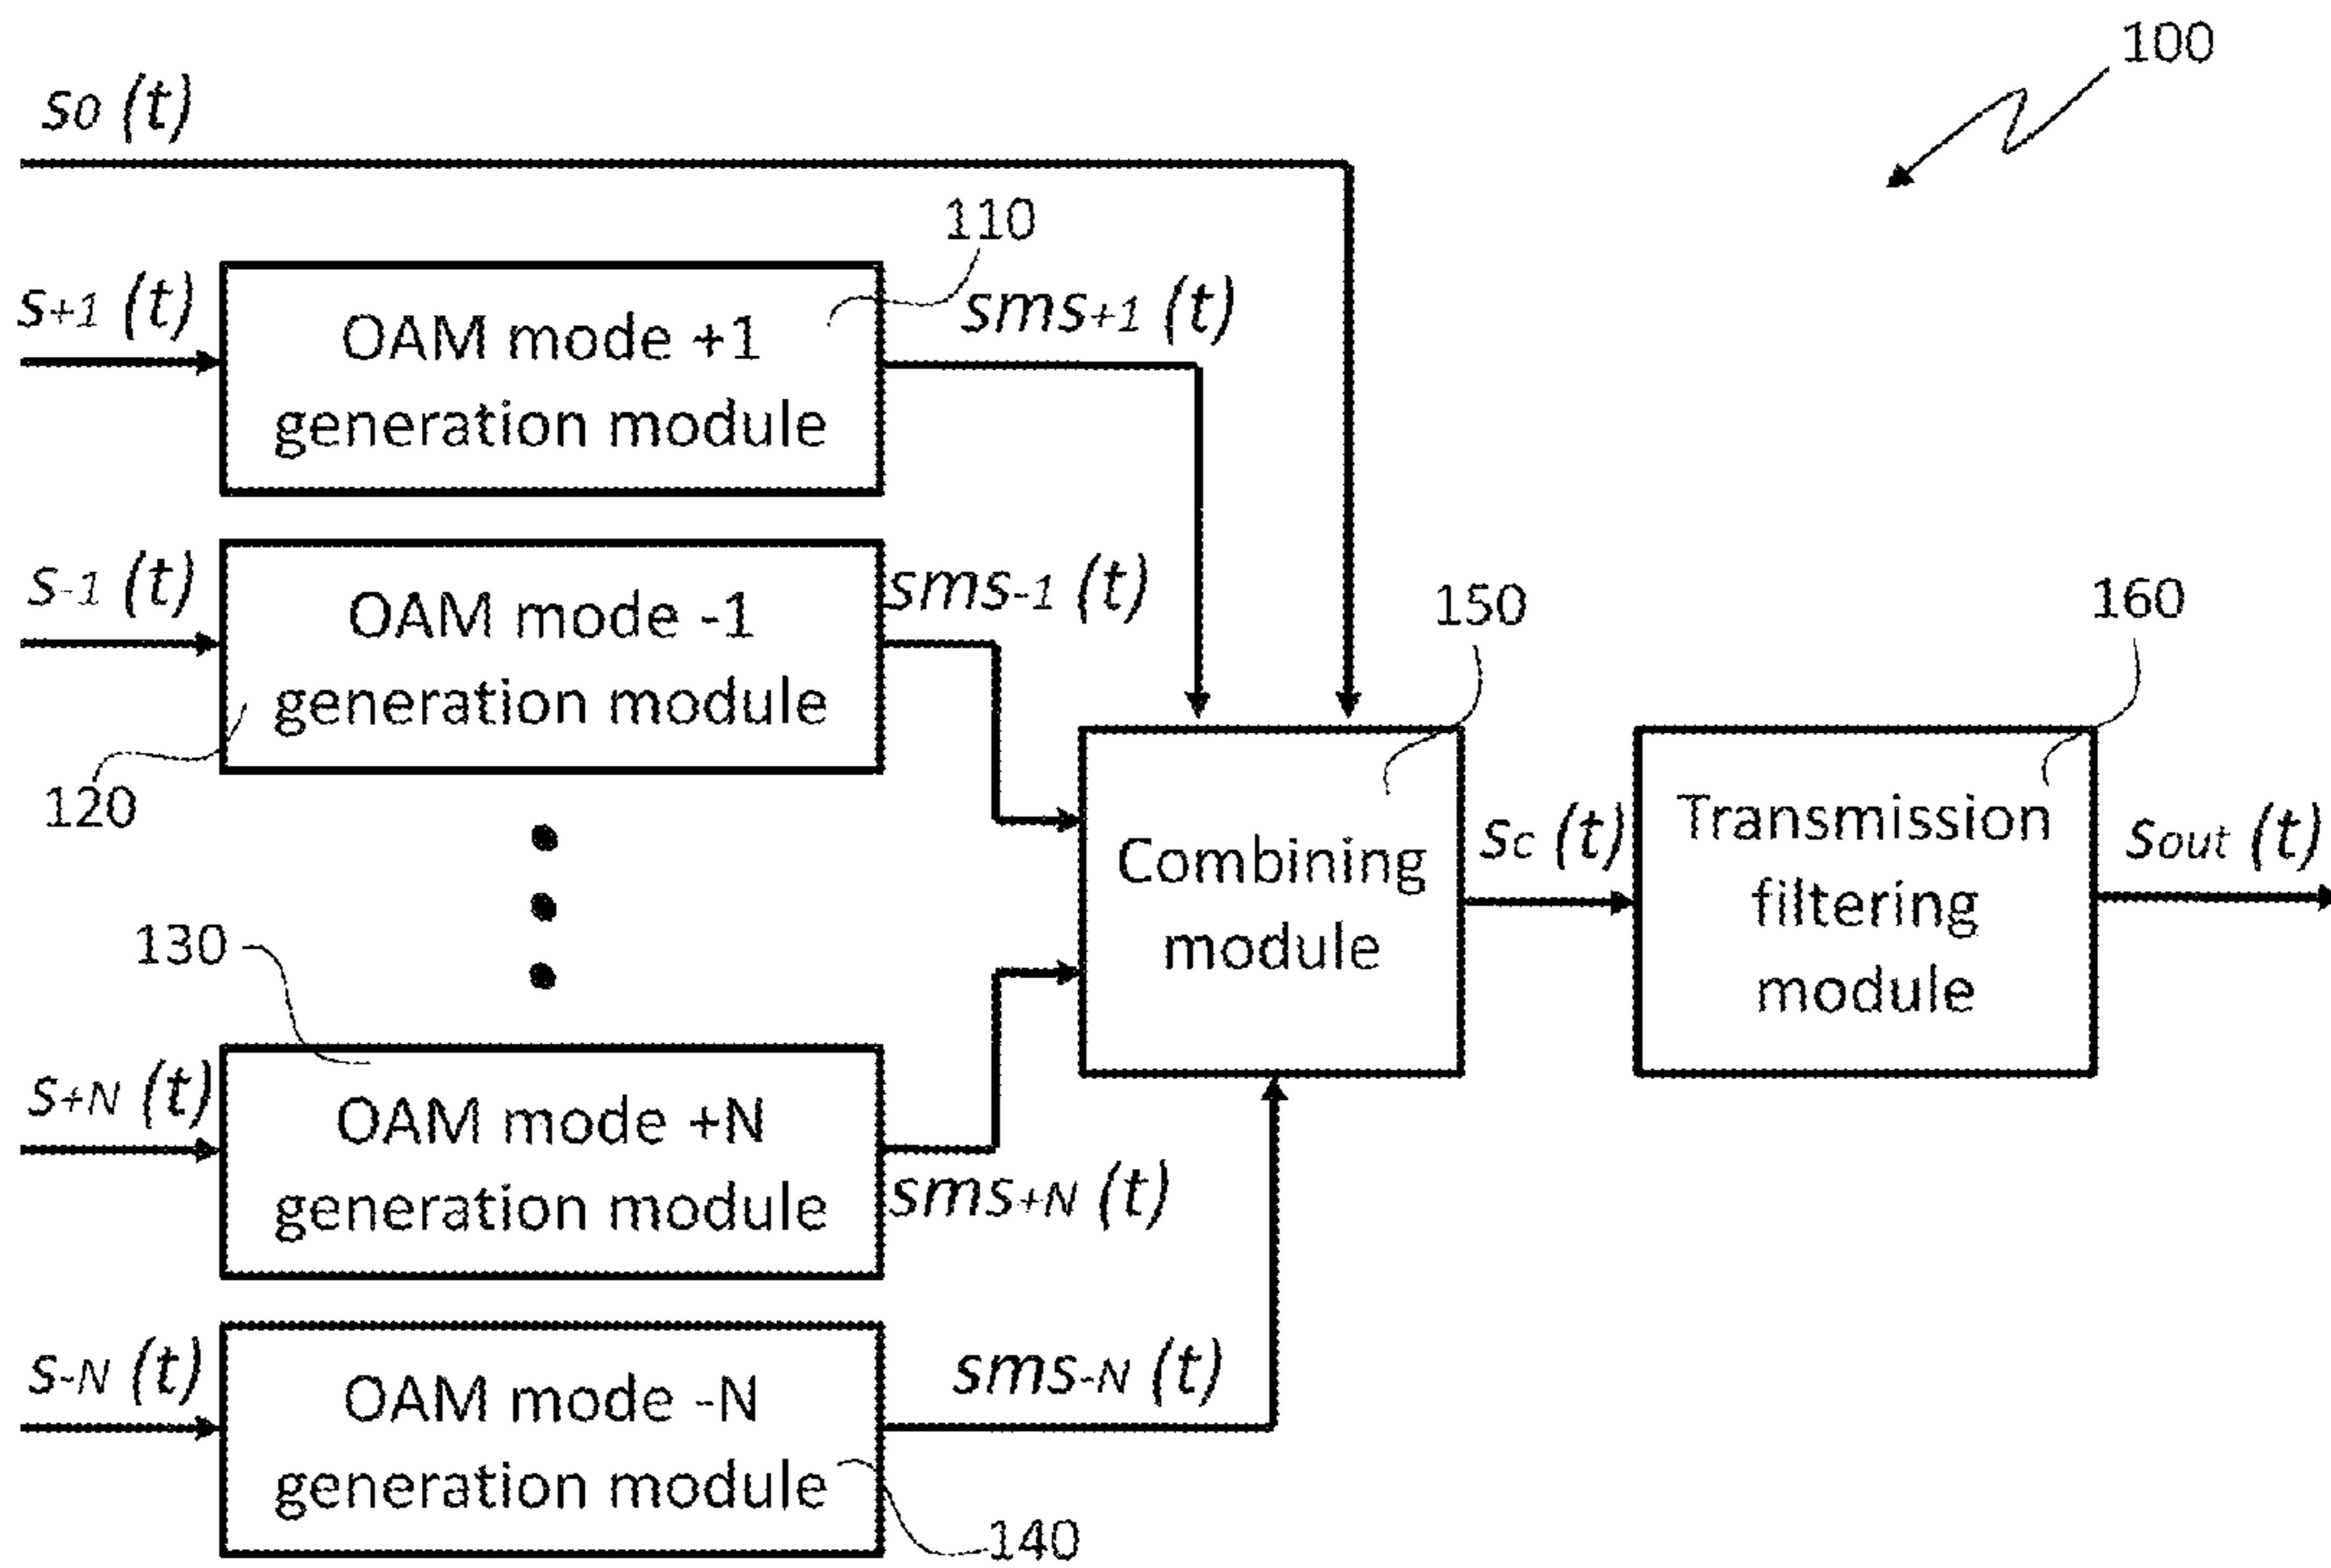 100
s0 (t)
110
s+1 (t)
OAM mode +1
generation module
sms+1 (t)
s-1 (t)
OAM mode -1
generation module
sms-1 (t)
120
150
160
Combining
module
sc (t)
Transmission
filtering
module
sout (t)
130
s+N (t)
OAM mode +N
generation module
sms+N (t)
s-N (t)
OAM mode -N
generation module
sms-N (t)
140